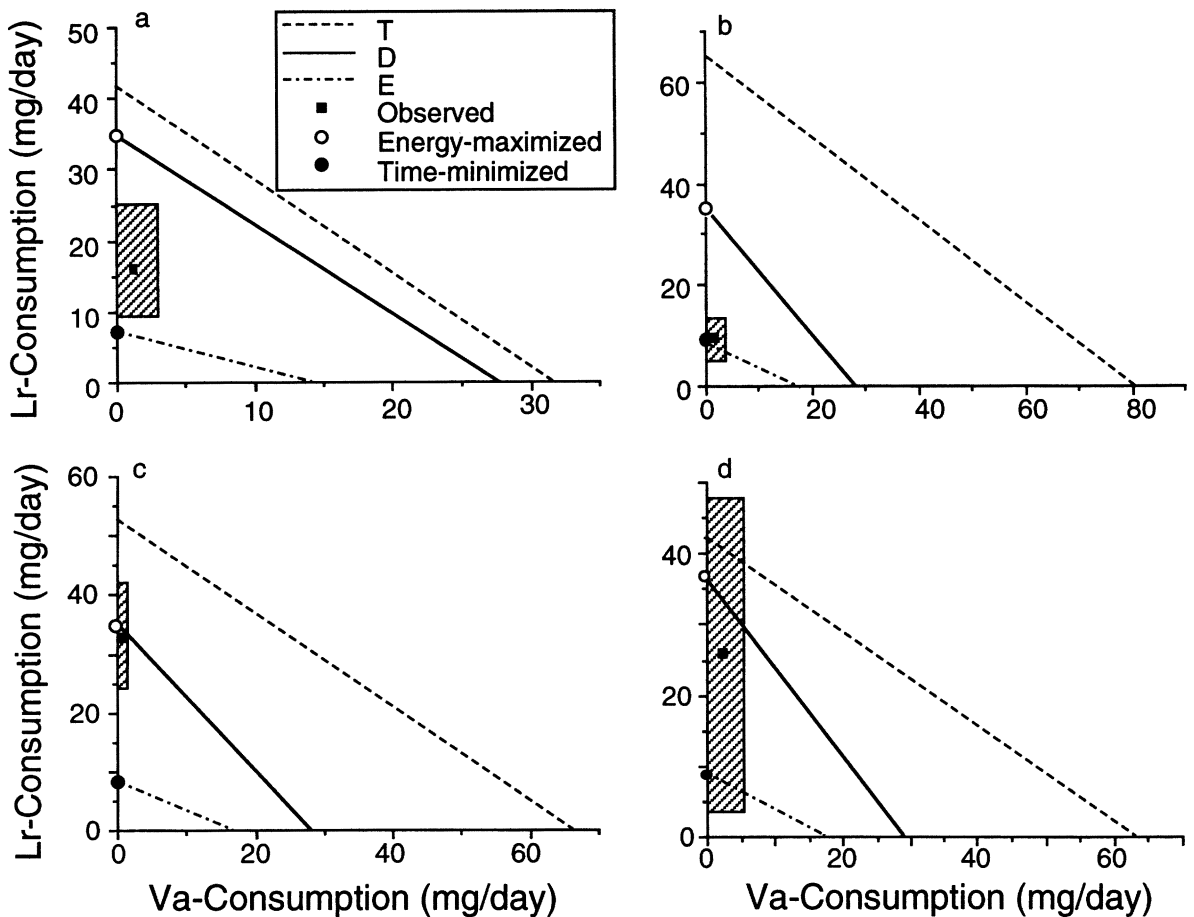 a
50
40
30
20
10
0
0 10 20 30
Lr-Consumption (mg/day)
T
D
E
Observed
Energy-maximized
Time-minimized
b
60
40
20
0
0 20 40 60 80
c
60
40
20
0
0 20 40 60
Lr-Consumption (mg/day)
Va-Consumption (mg/day)
d
40
20
0
0 20 40 60
Va-Consumption (mg/day)